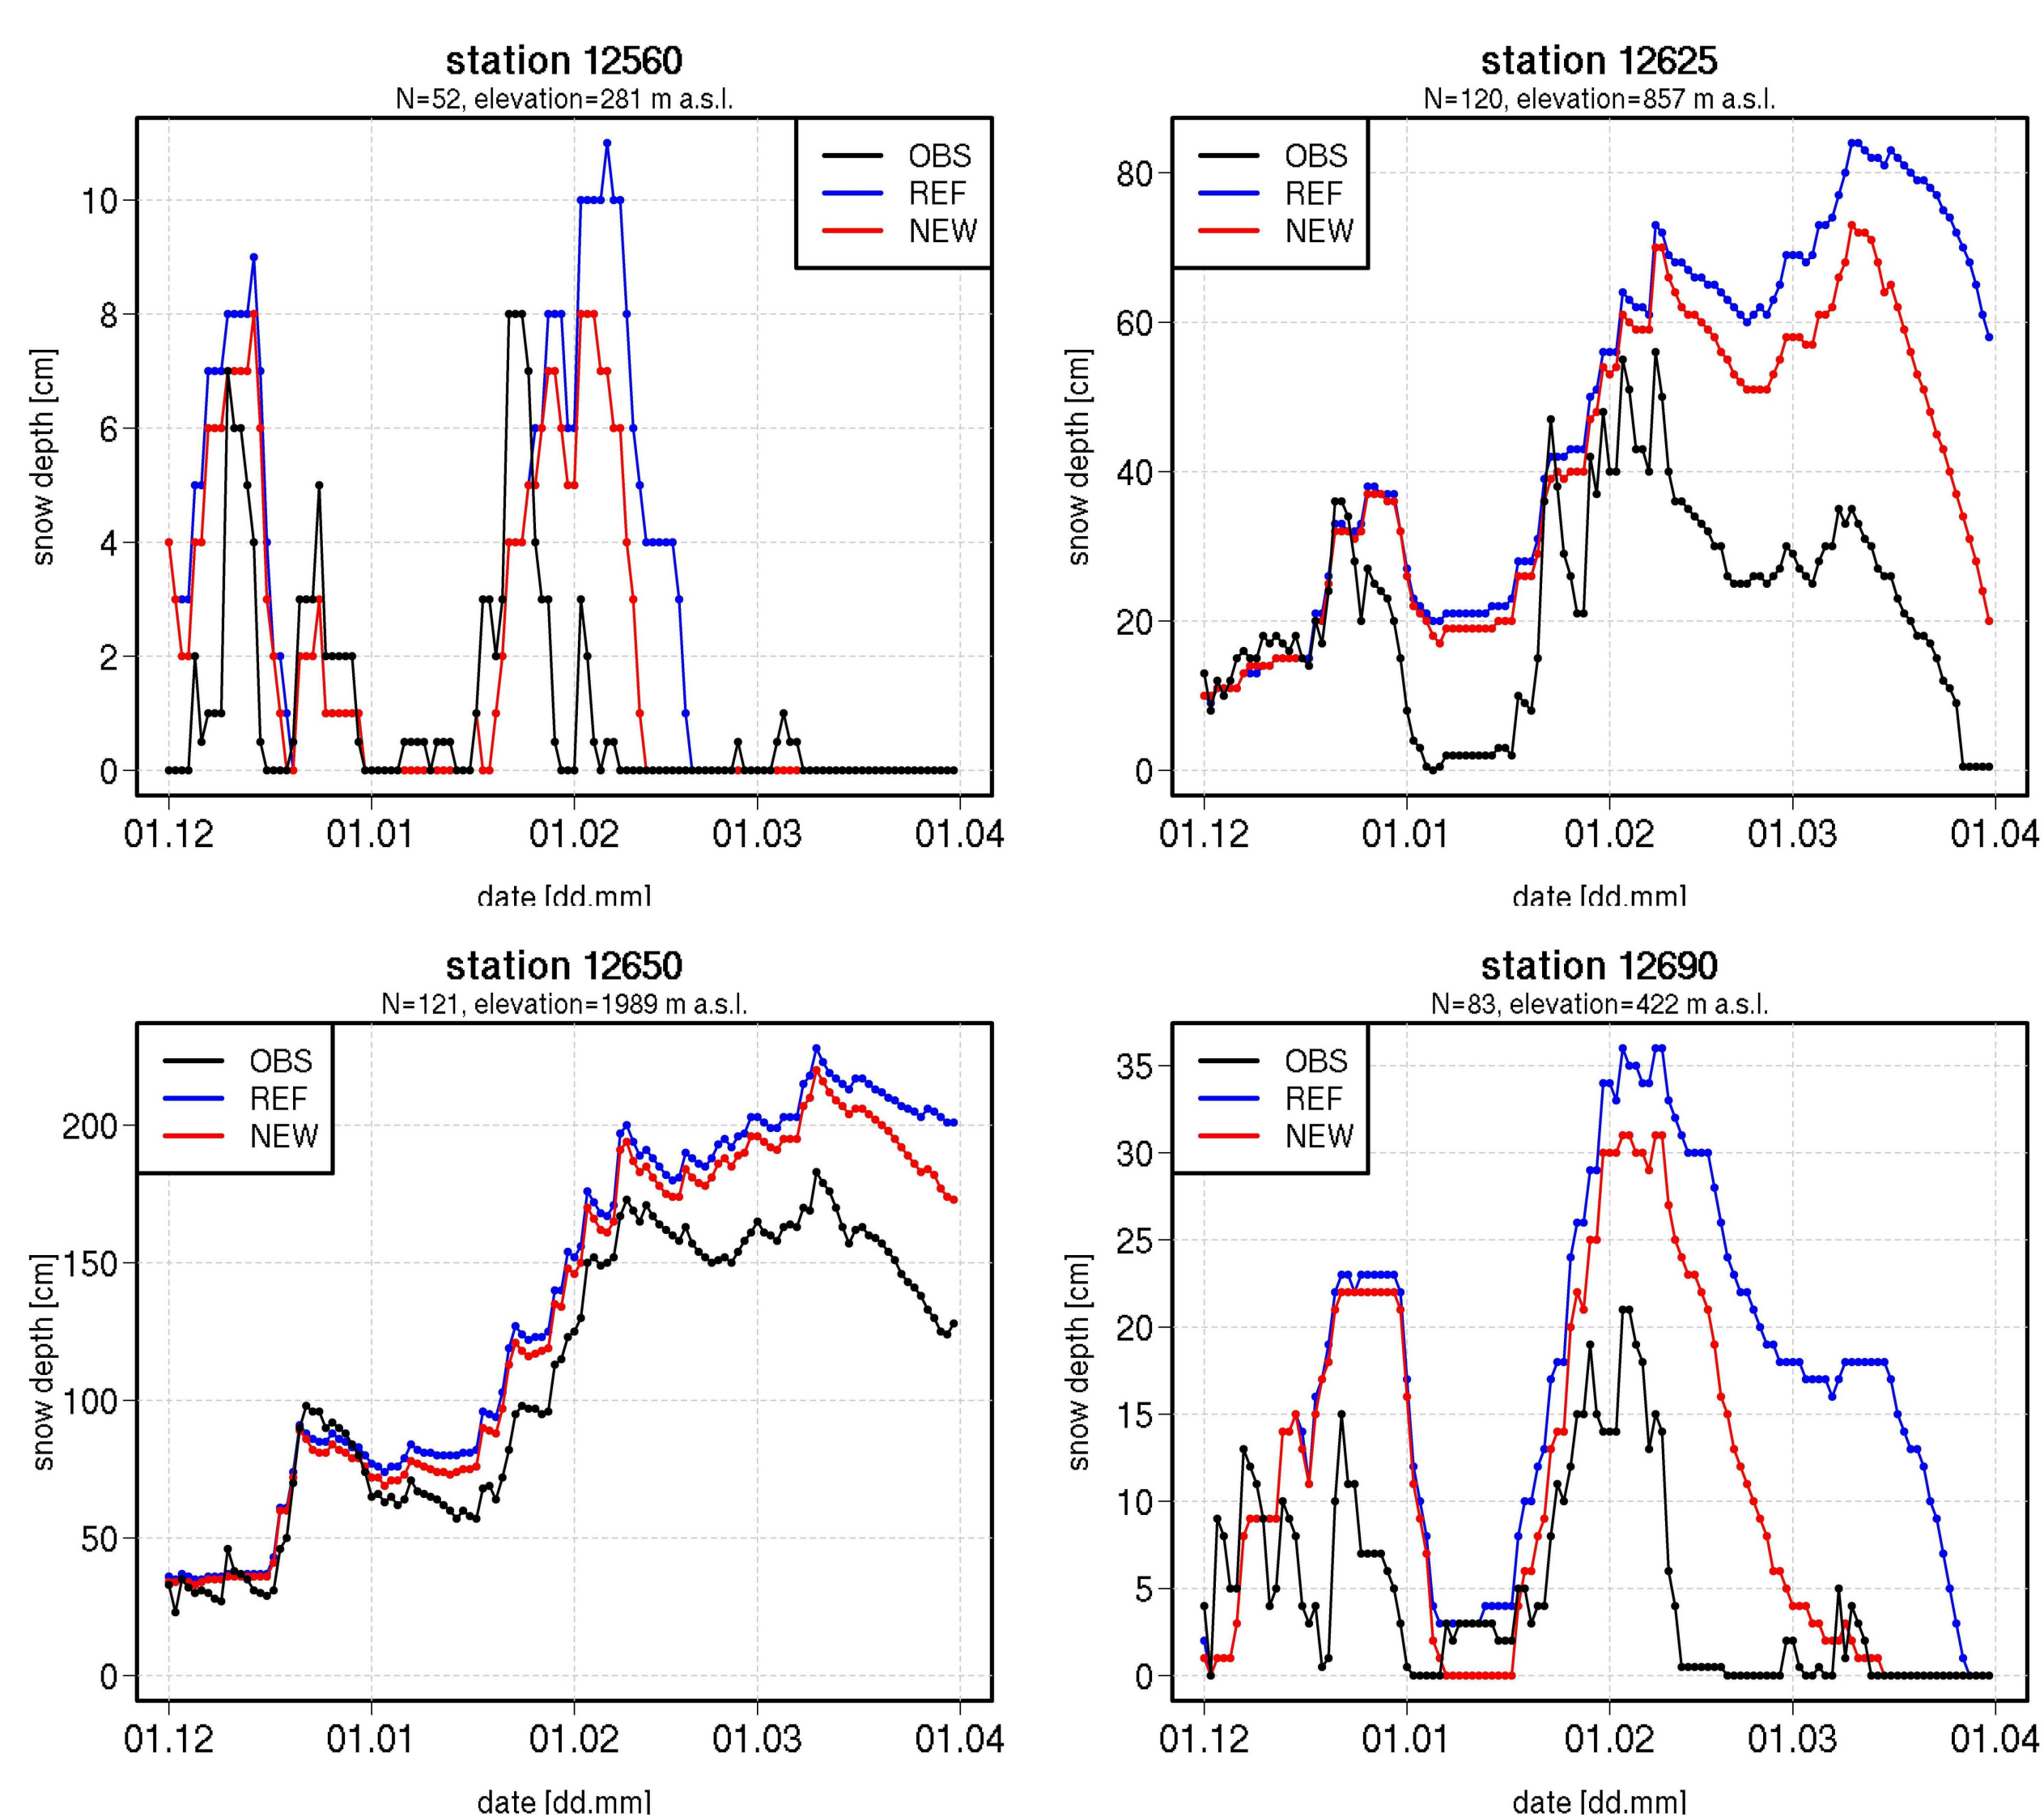 station 12560
N=52, elevation=281 m a.s.l.
OBS
REF
NEW
snow depth [cm]
10
8
6
4
2
0
01.12 01.01 01.02 01.03 01.04
date [dd.mm]
station 12625
N=120, elevation=857 m a.s.l.
OBS
REF
NEW
snow depth [cm]
80
60
40
20
0
01.12 01.01 01.02 01.03 01.04
date [dd.mm]
station 12650
N=121, elevation=1989 m a.s.l.
OBS
REF
NEW
snow depth [cm]
200
150
100
50
0
01.12 01.01 01.02 01.03 01.04
date [dd.mm]
station 12690
N=83, elevation=422 m a.s.l.
OBS
REF
NEW
snow depth [cm]
35
30
25
20
15
10
5
0
01.12 01.01 01.02 01.03 01.04
date [dd.mm]